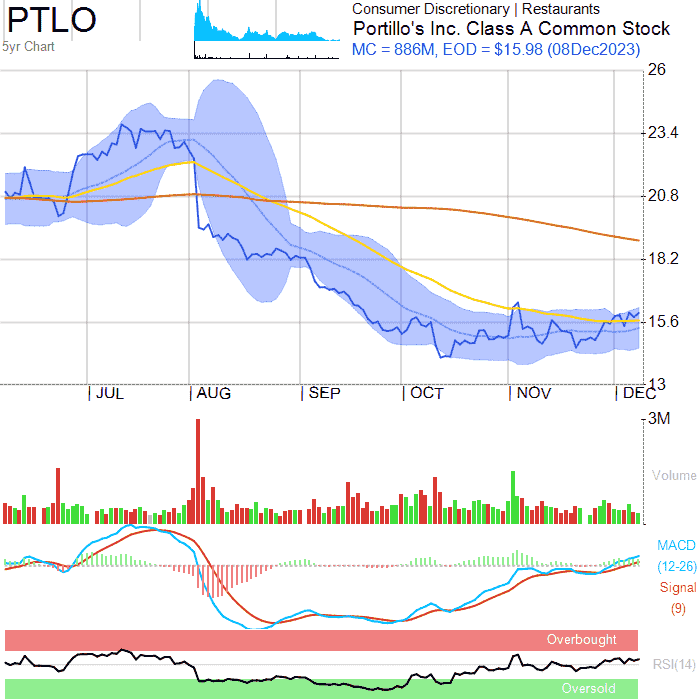 PTLO
5yr Chart
Consumer Discretionary | Restaurants
Portillo's Inc. Class A Common Stock
MC = 886M, EOD = $15.98 (08Dec2023)
26
23.4
20.8
18.2
15.6
13
JUL AUG SEP OCT NOV DEC
3M
Volume
MACD
(12-26)
Signal
(9)
Overbought
RSI(14)
Oversold